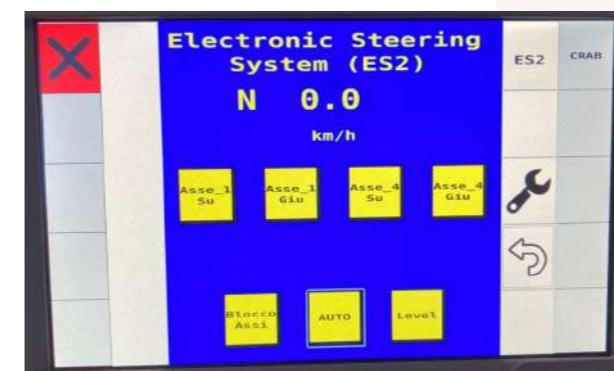 Electronic Steering
System (ES2)
N 0.0
km/h
ES2
CRAB
Asse_1
Su
Asse_1
Giu
Asse_4
Su
Asse_4
Giu
Blocco
Assi
AUTO
Level